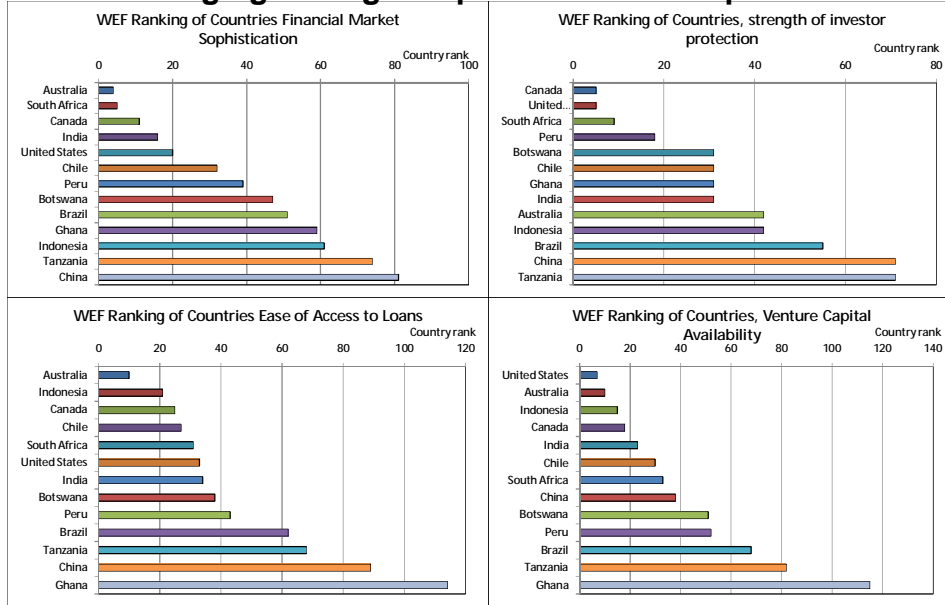 WEF Ranking of Countries Financial Market
Sophistication
Country rank
0 20 40 60 80 100
Australia
South Africa
Canada
India
United States
Chile
Peru
Botswana
Brazil
Ghana
Indonesia
Tanzania
China
WEF Ranking of Countries, strength of investor
protection
Country rank
0 20 40 60 80
Canada
United...
South Africa
Peru
Botswana
Chile
Ghana
India
Australia
Indonesia
Brazil
China
Tanzania
WEF Ranking of Countries Ease of Access to Loans
Country rank
0 20 40 60 80 100 120
Australia
Indonesia
Canada
Chile
South Africa
United States
India
Botswana
Peru
Brazil
Tanzania
China
Ghana
WEF Ranking of Countries, Venture Capital
Availability
Country rank
0 20 40 60 80 100 120 140
United States
Australia
Indonesia
Canada
India
Chile
South Africa
China
Botswana
Peru
Brazil
Tanzania
Ghana